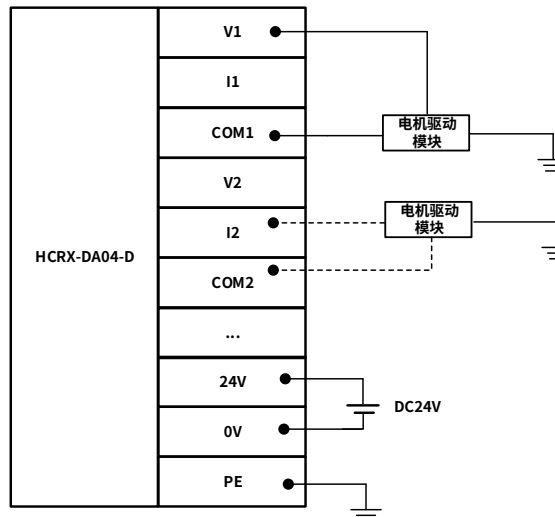 V1
I1
COM1
电机驱动
模块
V2
电机驱动
模块
I2
HCRX-DA04-D
COM2
...
24V
DC24V
0V
PE